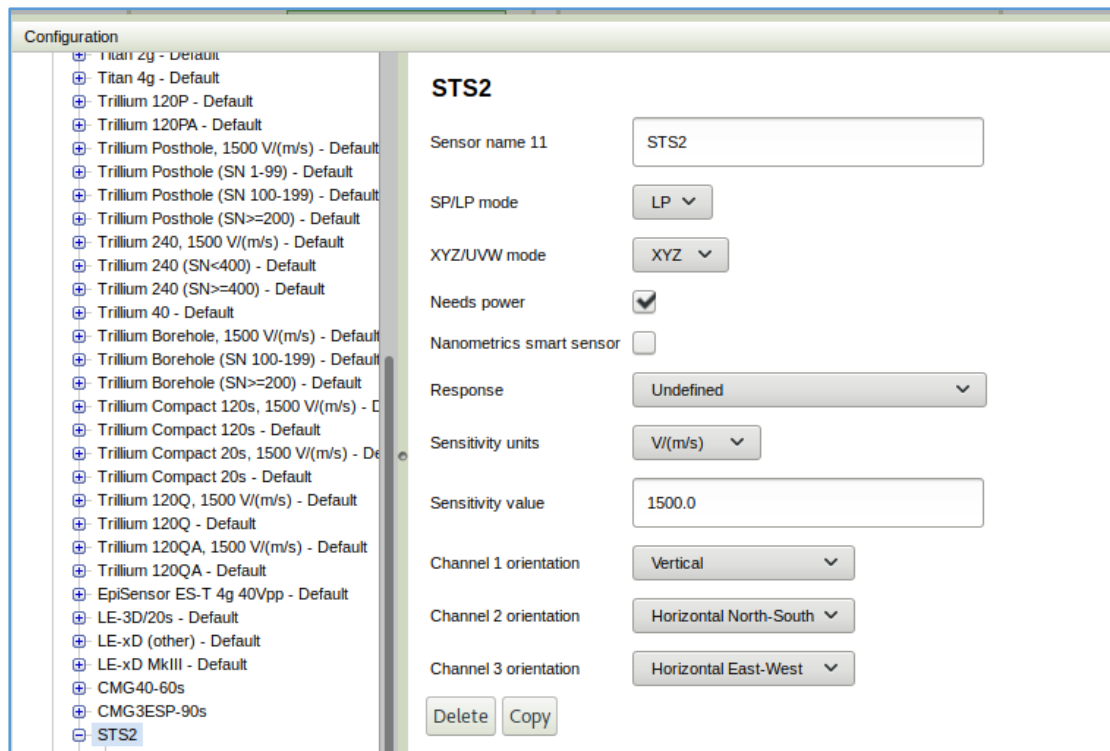 Configuration
Titan 2g - Default
Titan 4g - Default
Trillium 120P - Default
Trillium 120PA - Default
Trillium Posthole, 1500 V/(m/s) - Default
Trillium Posthole (SN 1-99) - Default
Trillium Posthole (SN 100-199) - Default
Trillium Posthole (SN>=200) - Default
Trillium 240, 1500 V/(m/s) - Default
Trillium 240 (SN<400) - Default
Trillium 240 (SN>=400) - Default
Trillium 40 - Default
Trillium Borehole, 1500 V/(m/s) - Default
Trillium Borehole (SN 100-199) - Default
Trillium Borehole (SN>=200) - Default
Trillium Compact 120s, 1500 V/(m/s) - D
Trillium Compact 120s - Default
Trillium Compact 20s, 1500 V/(m/s) - De
Trillium Compact 20s - Default
Trillium 120Q, 1500 V/(m/s) - Default
Trillium 120Q - Default
Trillium 120QA, 1500 V/(m/s) - Default
Trillium 120QA - Default
EpiSensor ES-T 4g 40Vpp - Default
LE-3D/20s - Default
LE-xD (other) - Default
LE-xD MkIII - Default
CMG40-60s
CMG3ESP-90s
STS2
STS2
Sensor name 11 STS2
SP/LP mode LP
XYZ/UVW mode XYZ
Needs power
Nanometrics smart sensor
Response Undefined
Sensitivity units V/(m/s)
Sensitivity value 1500.0
Channel 1 orientation Vertical
Channel 2 orientation Horizontal North-South
Channel 3 orientation Horizontal East-West
Delete Copy